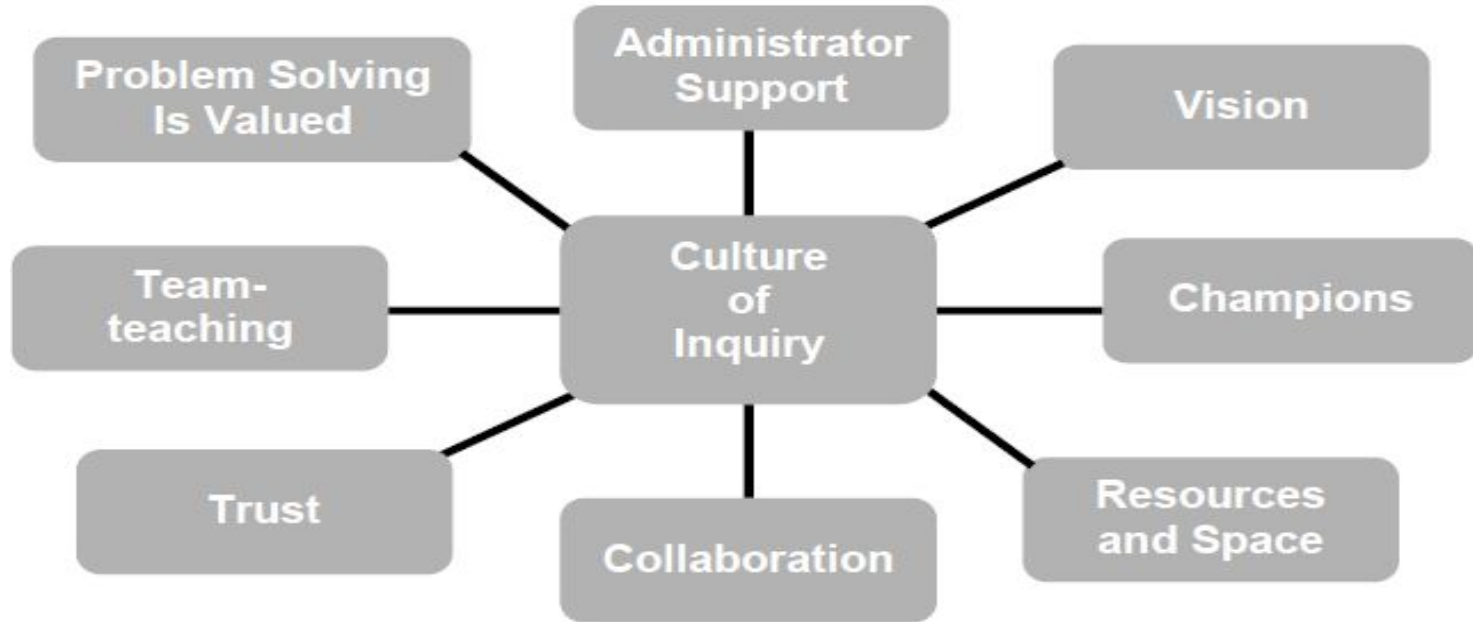 Administrator
Support
Problem Solving
Is Valued
Vision
Culture
of
Inquiry
Team-
teaching
Champions
Trust
Resources
and Space
Collaboration